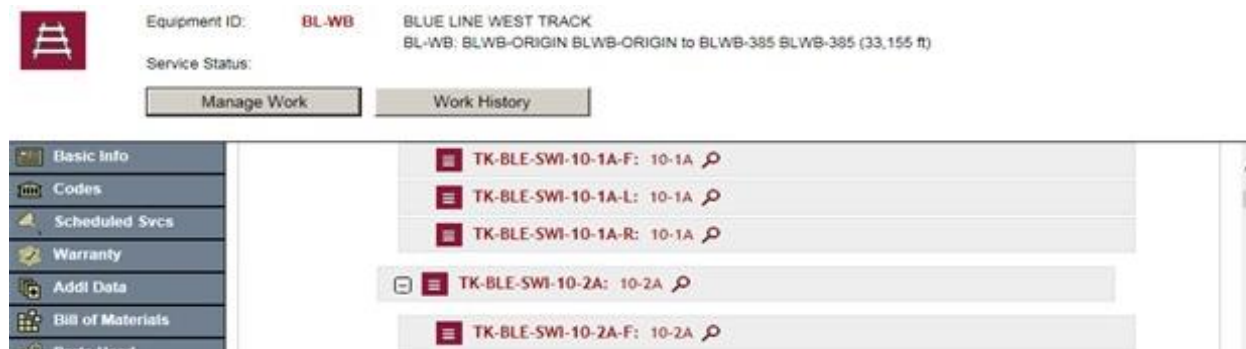 Equipment ID: BL-WB BLUE LINE WEST TRACK
BL-WB: BLWB-ORIGIN BLWB-ORIGIN to BLWB-385 BLWB-385 (33,155 ft)
Service Status:
Manage Work Work History
Basic Info
Codes
Scheduled Svcs
Warranty
Addl Data
Bill of Materials
TK-BLE-SWI-10-1A-F: 10-1A
TK-BLE-SWI-10-1A-L: 10-1A
TK-BLE-SWI-10-1A-R: 10-1A
TK-BLE-SWI-10-2A: 10-2A
TK-BLE-SWI-10-2A-F: 10-2A